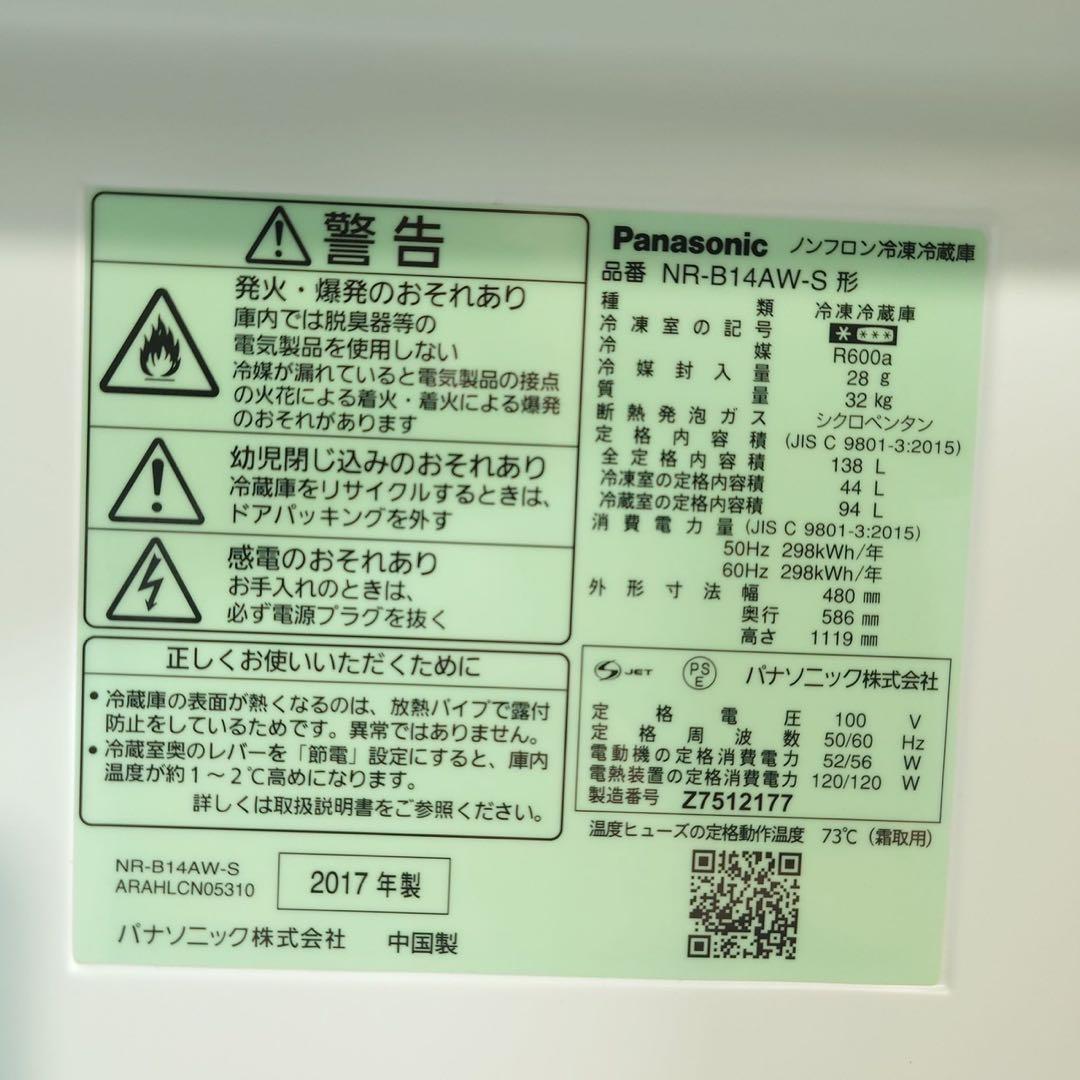 警告
発火・爆発のおそれあり
庫内では脱臭器等の
電気製品を使用しない
冷媒が漏れていると電気製品の接点
の火花による着火・着火による爆発
のおそれがあります
幼児閉じ込みのおそれあり
冷蔵庫をリサイクルするときは、
ドアパッキングを外す
感電のおそれあり
お手入れのときは、
必ず電源プラグを抜く
正しくお使いいただくために
• 冷蔵庫の表面が熱くなるのは、放熱パイプで露付
防止をしているためです。異常ではありません。
• 冷蔵室奥のレバーを「節電」設定にすると、庫内
温度が約1～2℃高めになります。
詳しくは取扱説明書をご参照ください。
NR-B14AW-S
ARAHLCN05310
2017年製
パナソニック株式会社 中国製
Panasonic ノンフロン冷凍冷蔵庫
品番 NR-B14AW-S 形
種類 冷凍冷蔵庫
冷凍室の記号 * ***
冷媒 R600a
冷媒封入量 28 g
質量 32 kg
断熱発泡ガス シクロペンタン
定格内容積 (JIS C 9801-3:2015)
全定格内容積 138 L
冷凍室の定格内容積 44 L
冷蔵室の定格内容積 94 L
消費電力量 (JIS C 9801-3:2015)
50Hz 298kWh/年
60Hz 298kWh/年
外形寸法 幅 480 mm
奥行 586 mm
高さ 1119 mm
S JET PS E パナソニック株式会社
定格電圧 100 V
定格周波数 50/60 Hz
電動機の定格消費電力 52/56 W
電熱装置の定格消費電力 120/120 W
製造番号 Z7512177
温度ヒューズの定格動作温度 73℃（霜取用）